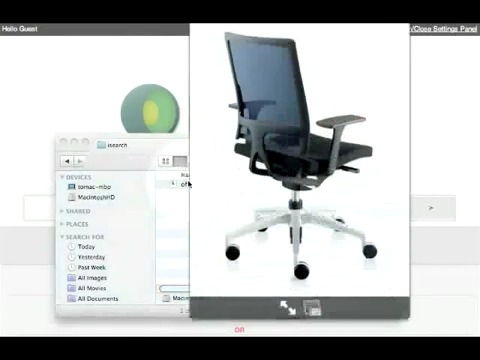 Hello Guest
/Close Settings Panel
isearch
DEVICES
tomac-mbp
MacintoshHD
SHARED
PLACES
SEARCH FOR
Today
Yesterday
Past Week
All Images
All Movies
All Documents
>
OR